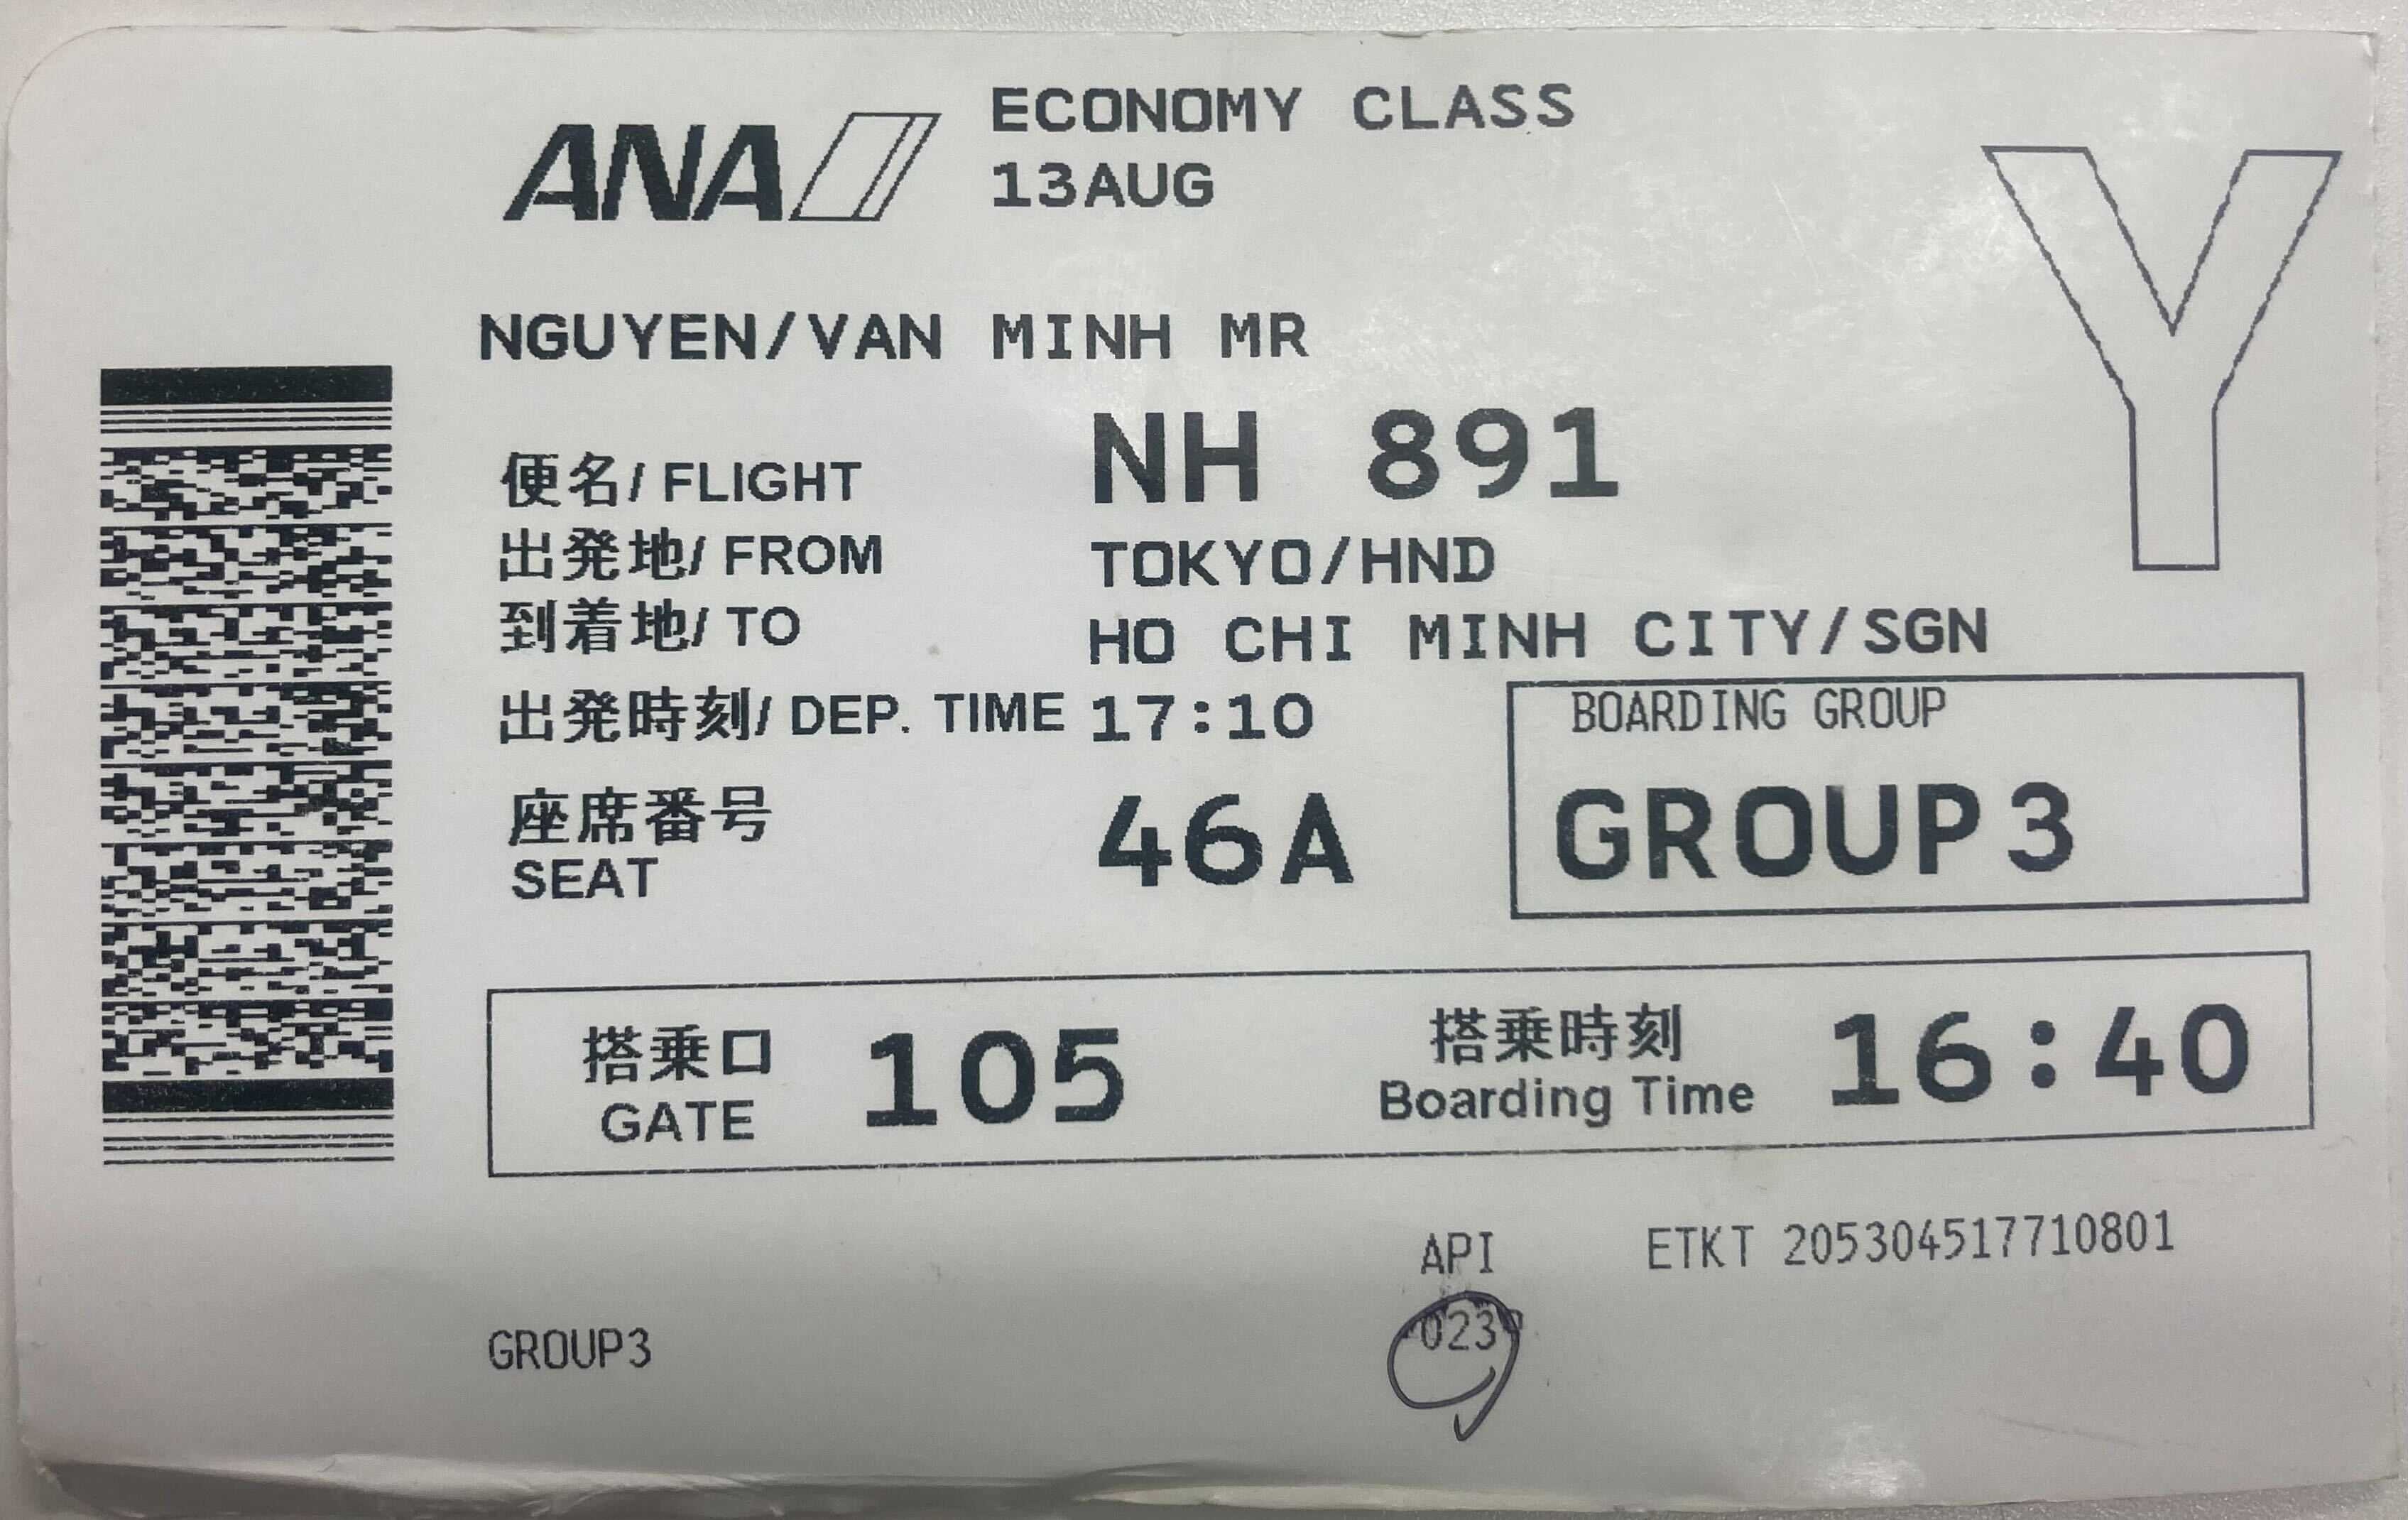 ANA ECONOMY CLASS
13AUG
Y
NGUYEN/VAN MINH MR
便名/ FLIGHT NH 891
出発地/ FROM TOKYO/HND
到着地/ TO HO CHI MINH CITY/SGN
出発時刻/ DEP. TIME 17:10
BOARDING GROUP
座席番号
SEAT 46A
GROUP3
搭乗口
GATE 105
搭乗時刻
Boarding Time 16:40
API ETKT 205304517710801
GROUP3 023